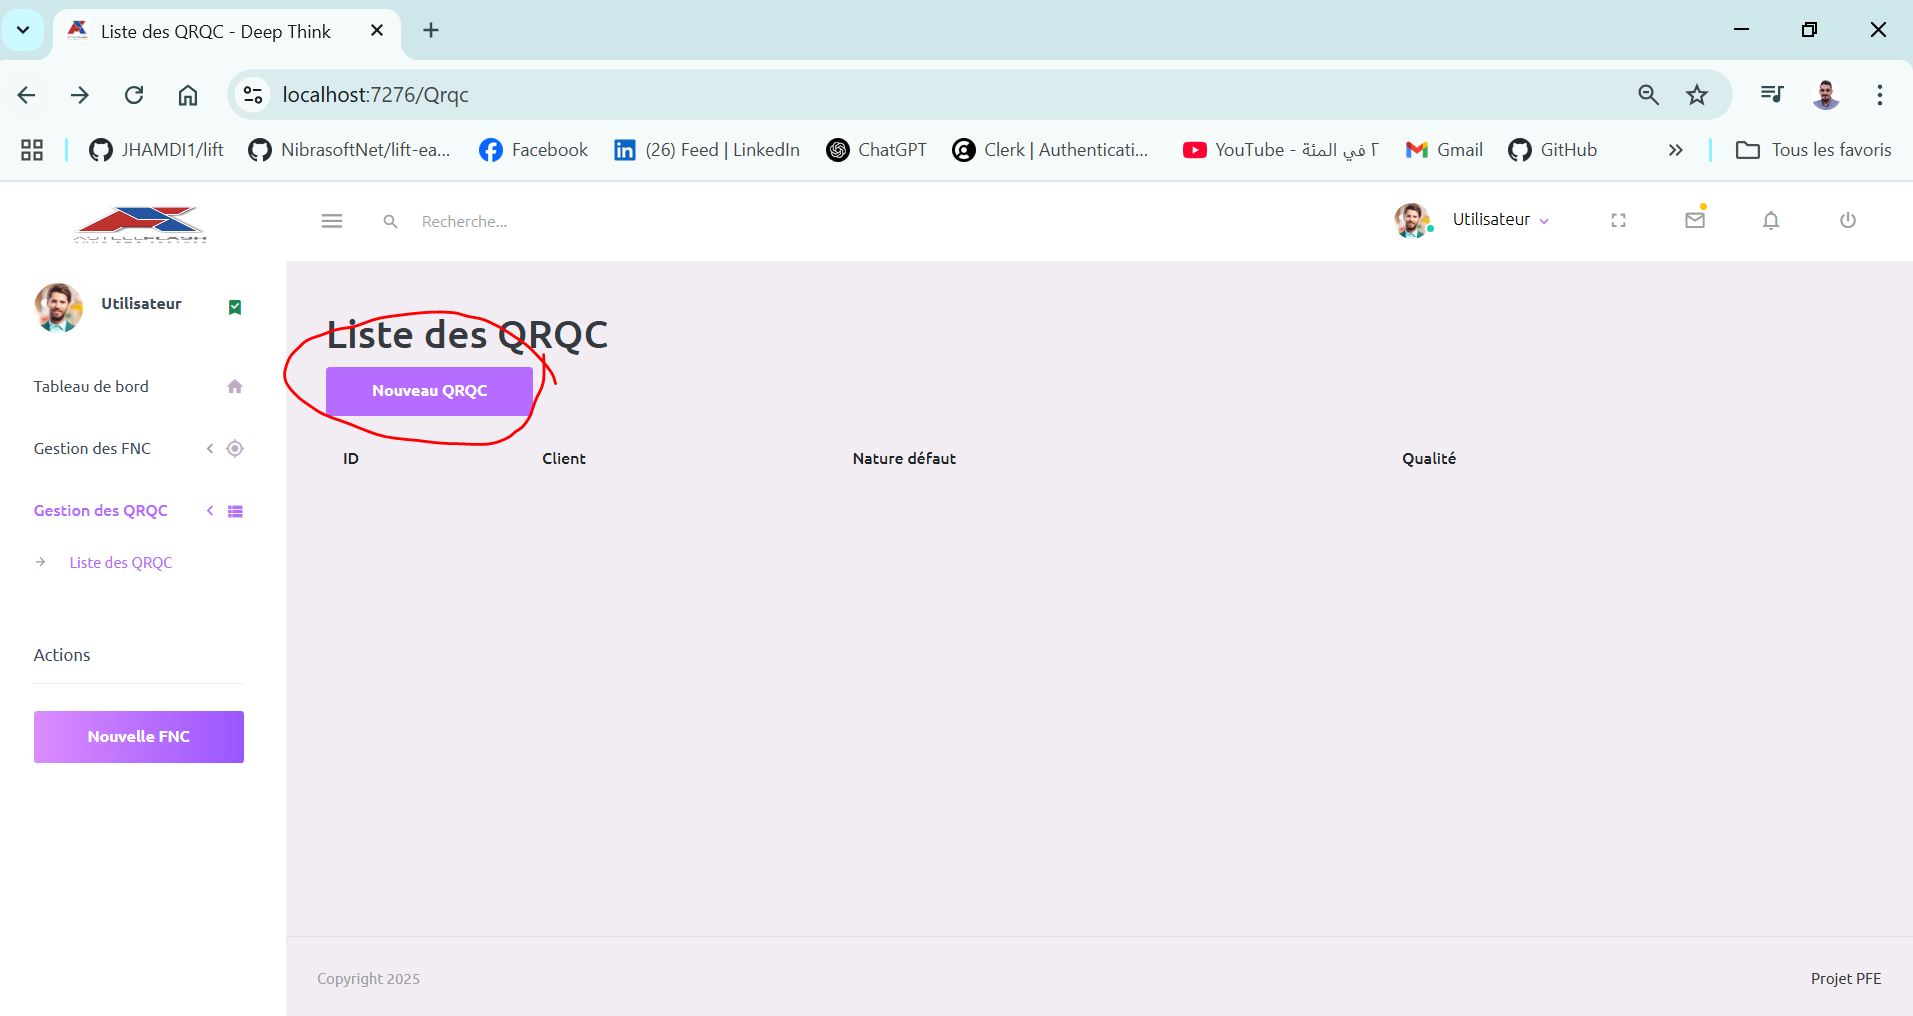 Liste des QRQC - Deep Think
localhost:7276/Qrqc
JHAMDI1/lift
NibrasoftNet/lift-ea...
Facebook
(26) Feed | LinkedIn
ChatGPT
Clerk | Authenticati...
YouTube - ٢ في المئة
Gmail
GitHub
Tous les favoris
Recherche...
Utilisateur
Utilisateur
Tableau de bord
Gestion des FNC
Gestion des QRQC
Liste des QRQC
Actions
Nouvelle FNC
Liste des QRQC
Nouveau QRQC
ID Client Nature défaut Qualité
Copyright 2025
Projet PFE